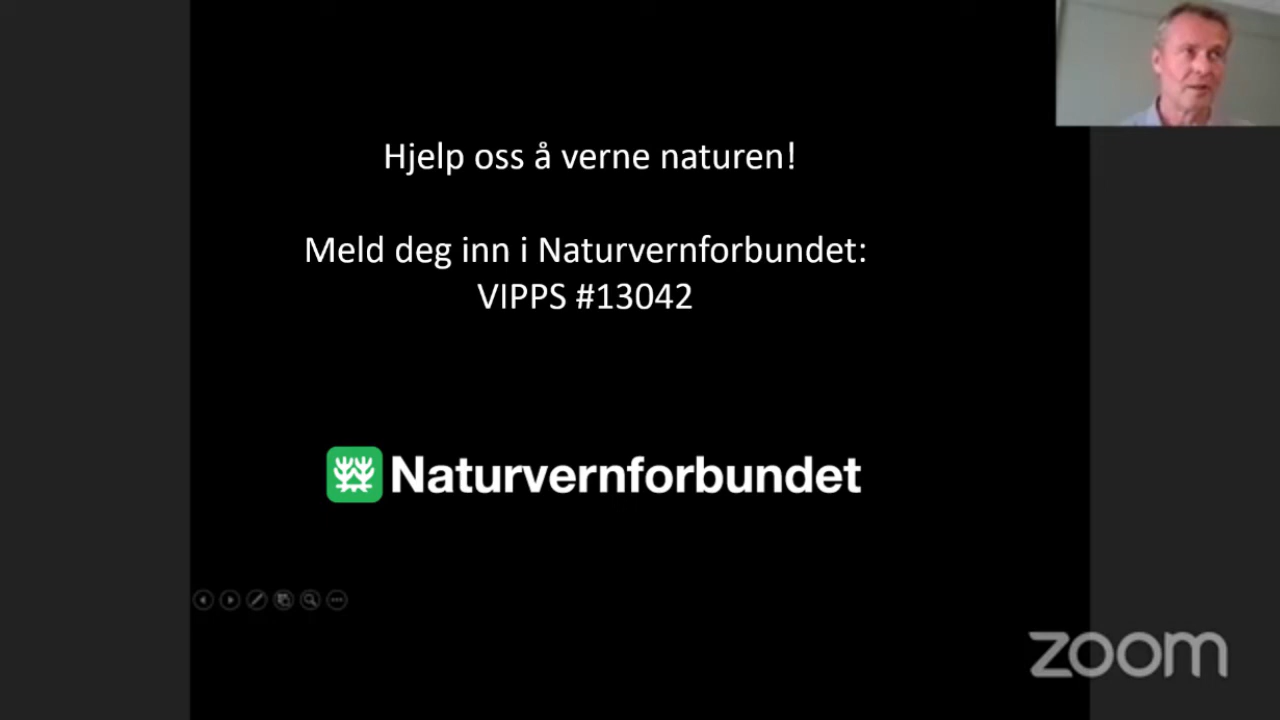 Hjelp oss å verne naturen!
Meld deg inn i Naturvernforbundet:
VIPPS #13042
Naturvernforbundet
zoom